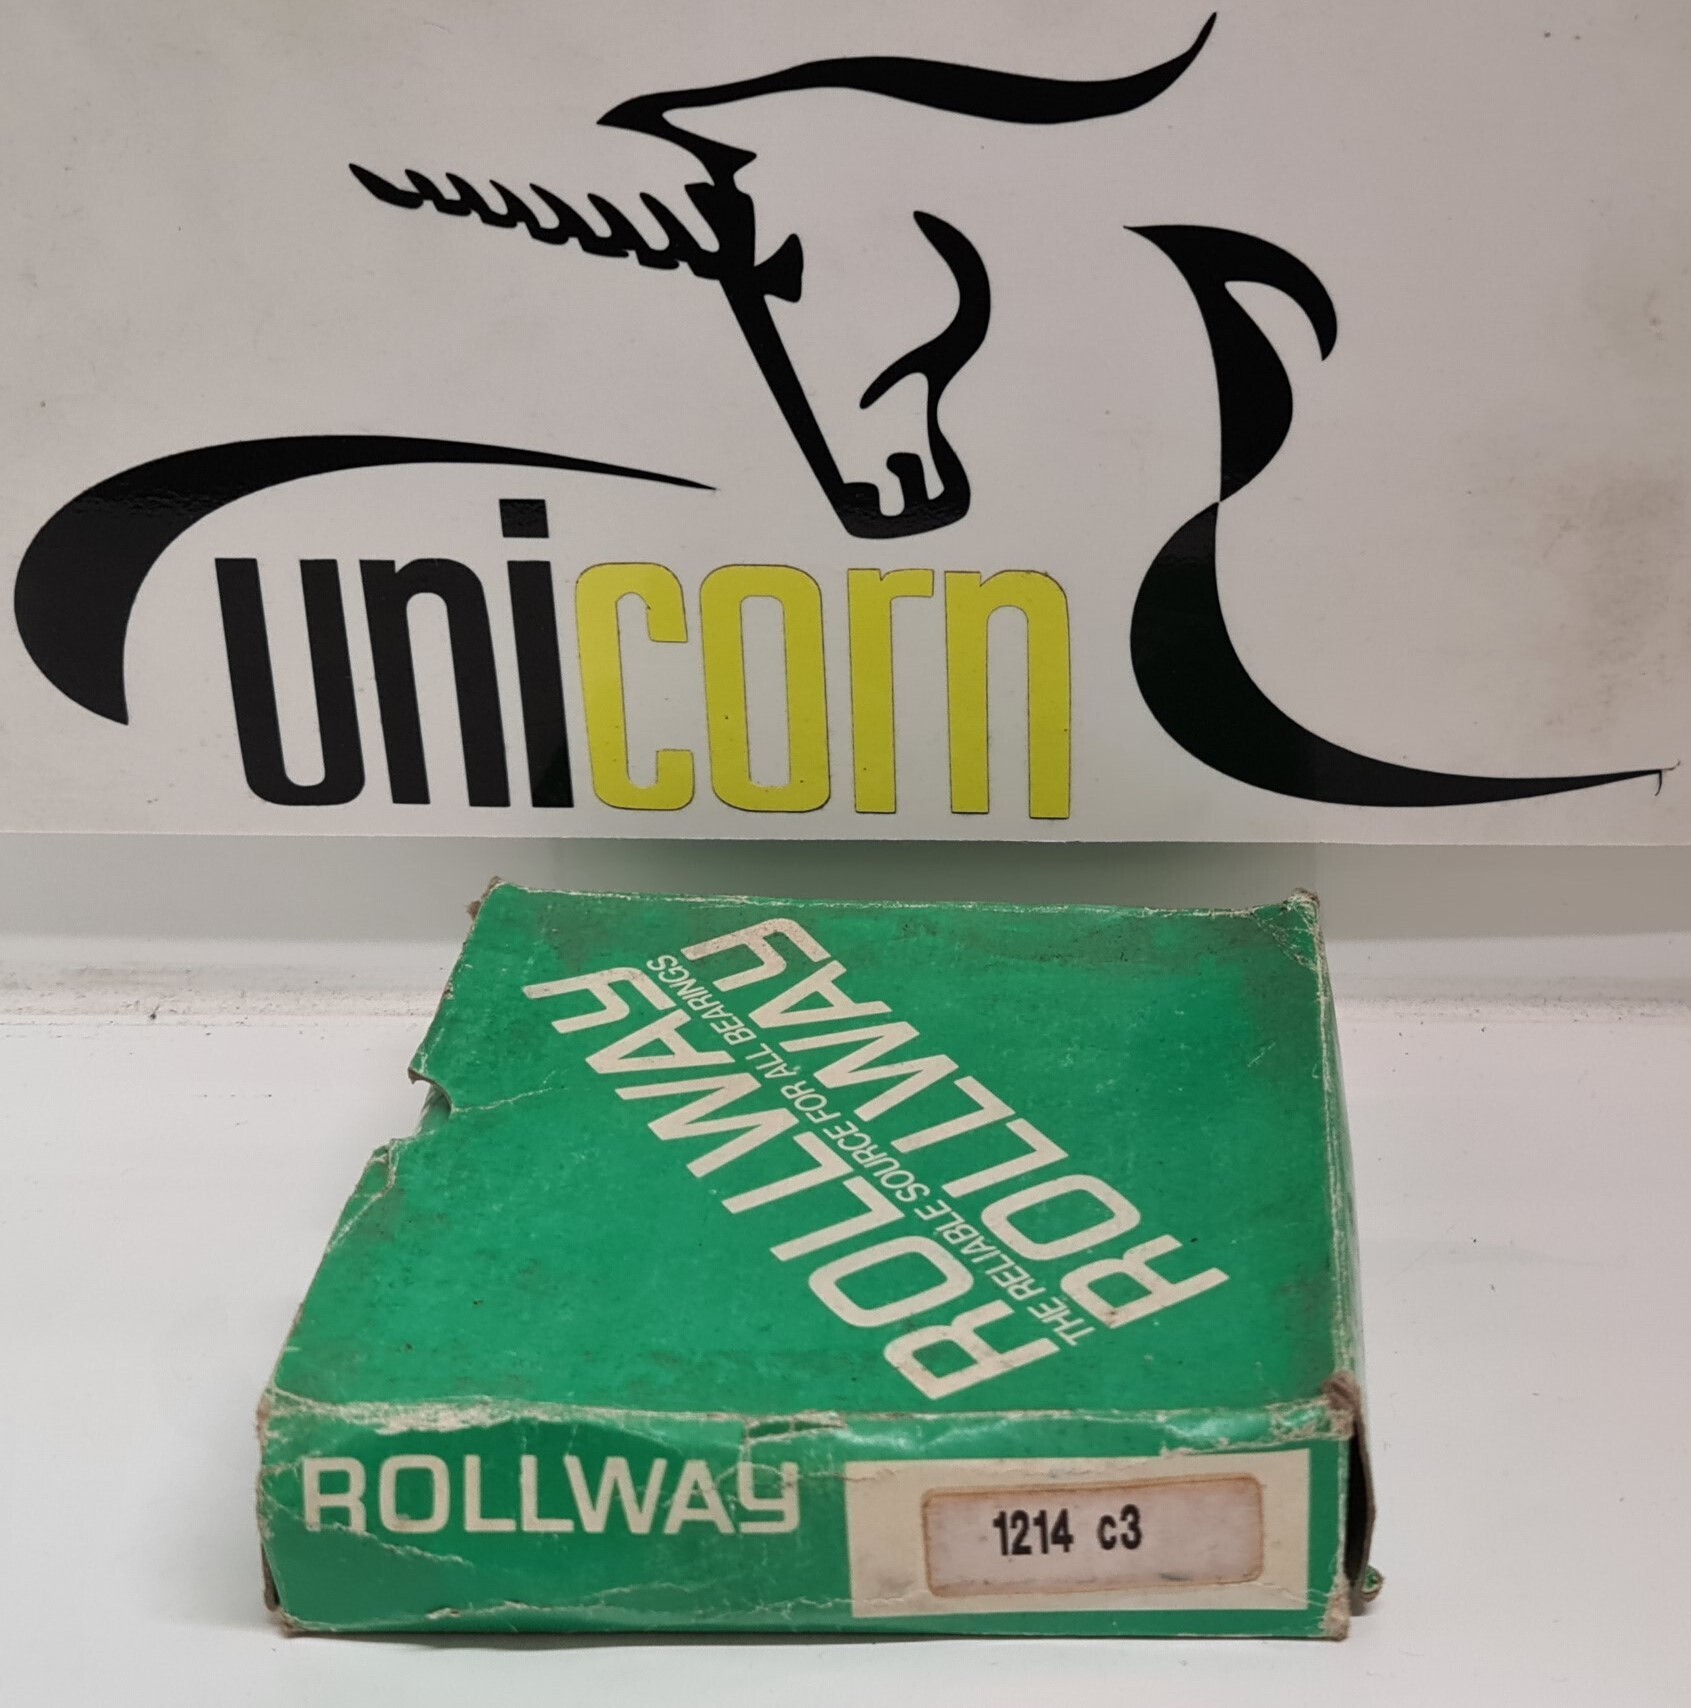 unicorn
ROLLWAY
THE RELIABLE SOURCE FOR ALL BEARINGS
ROLLWAY
ROLLWAY
1214 c3